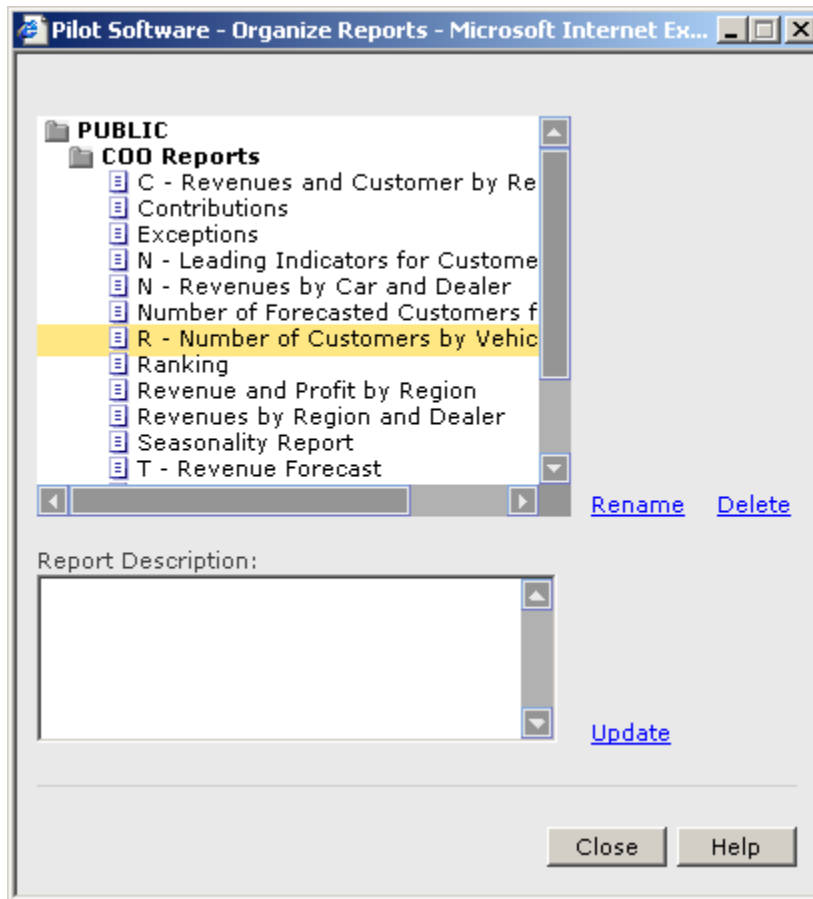 Pilot Software - Organize Reports - Microsoft Internet Ex...
PUBLIC
COO Reports
C - Revenues and Customer by Re
Contributions
Exceptions
N - Leading Indicators for Custome
N - Revenues by Car and Dealer
Number of Forecasted Customers f
R - Number of Customers by Vehic
Ranking
Revenue and Profit by Region
Revenues by Region and Dealer
Seasonality Report
T - Revenue Forecast
Rename Delete
Report Description:
Update
Close Help